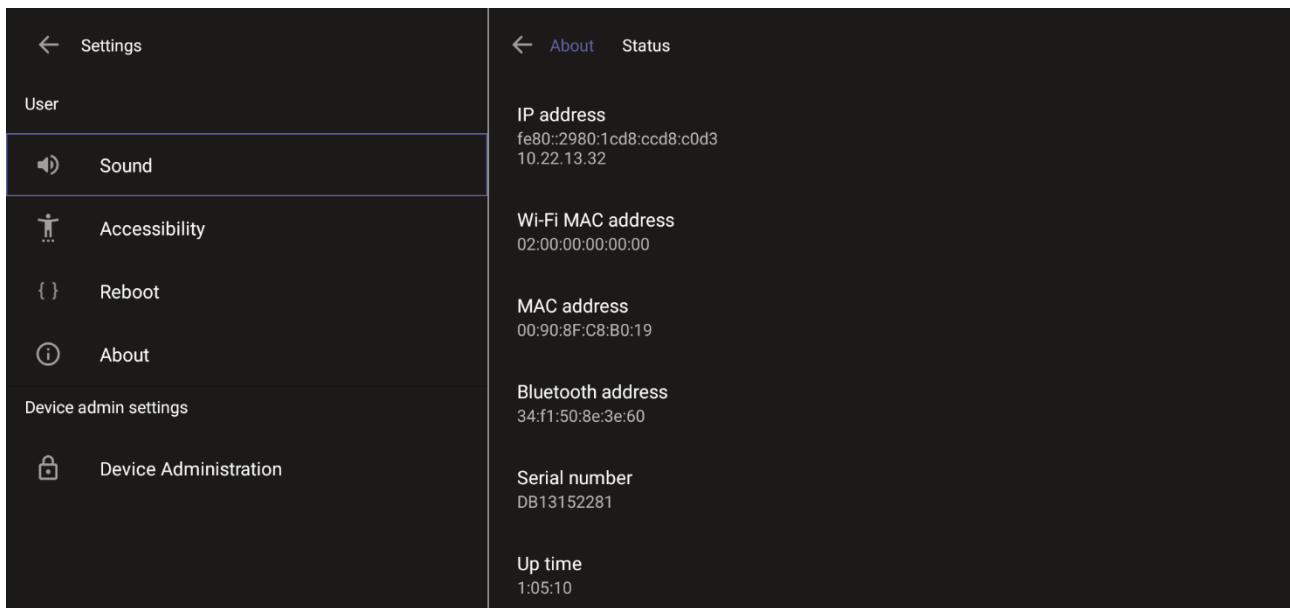 Settings
User
Sound
Accessibility
{ } Reboot
About
Device admin settings
Device Administration
About Status
IP address
fe80::2980:1cd8:ccd8:c0d3
10.22.13.32
Wi-Fi MAC address
02:00:00:00:00:00
MAC address
00:90:8F:C8:B0:19
Bluetooth address
34:f1:50:8e:3e:60
Serial number
DB13152281
Up time
1:05:10